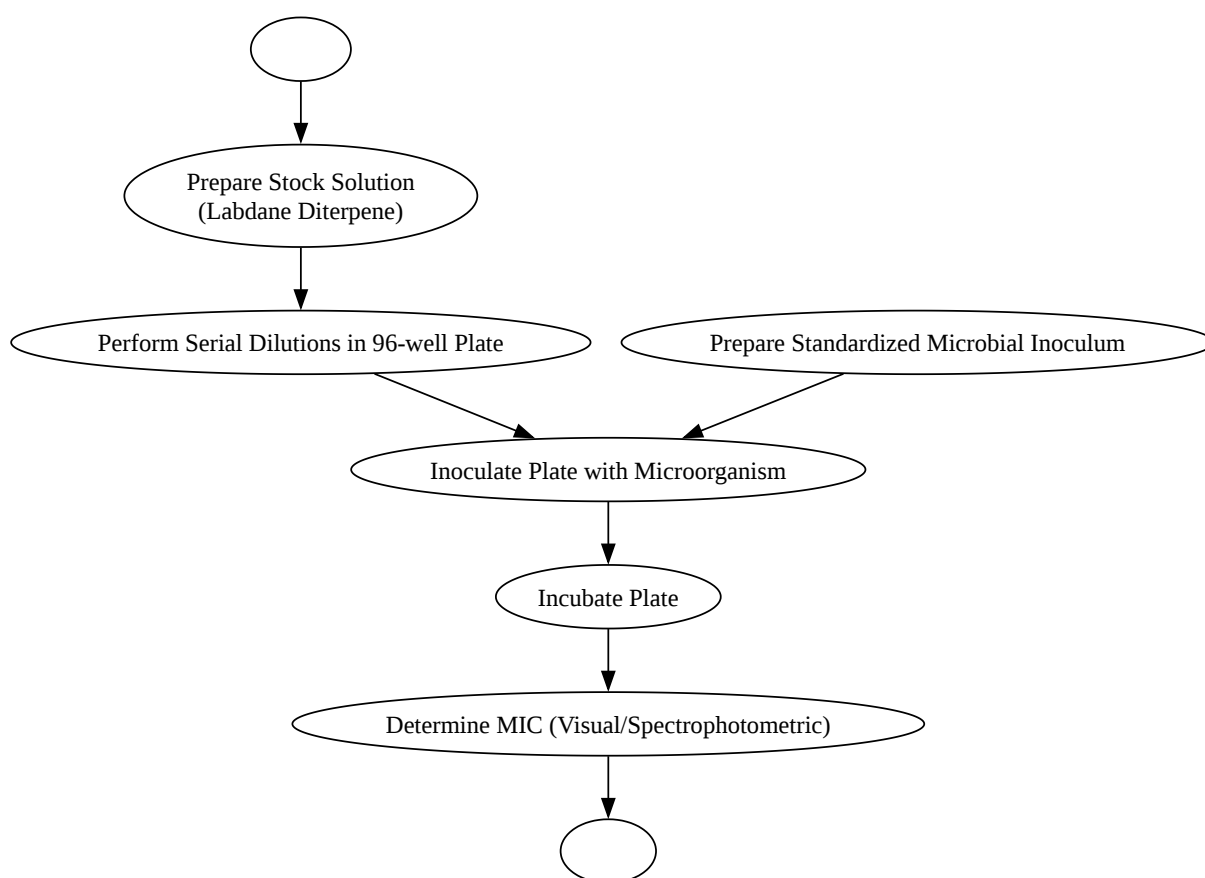 Prepare Stock Solution
(Labdane Diterpene)
Perform Serial Dilutions in 96-well Plate
Prepare Standardized Microbial Inoculum
Inoculate Plate with Microorganism
Incubate Plate
Determine MIC (Visual/Spectrophotometric)